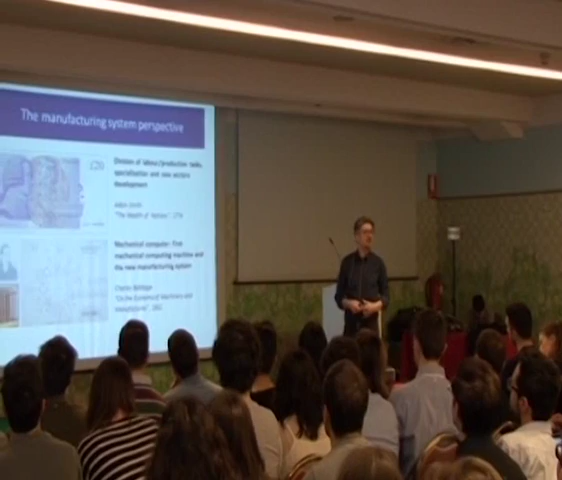 The manufacturing system perspective
£20
Division of labour/production tasks,
specialisation and new sectors
development
Adam Smith
"The Wealth of Nations", 1776
Mechanical computer: First
mechanical computing machine and
the new manufacturing system
Charles Babbage
"On the Economy of Machinery and